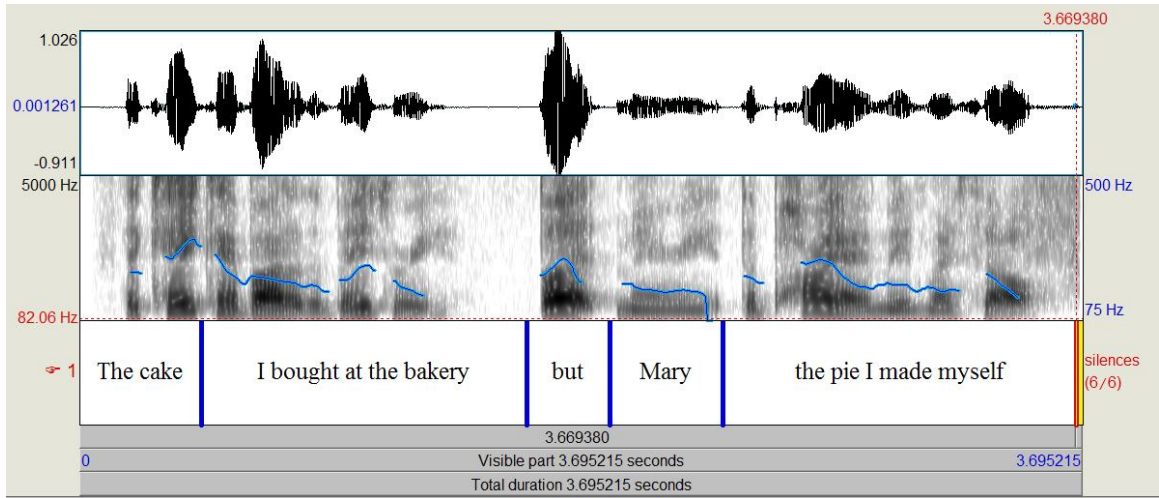 3.669380
1.026
0.001261
-0.911
5000 Hz
500 Hz
82.06 Hz
75 Hz
1
The cake
I bought at the bakery
but
Mary
the pie I made myself
silences
(6/6)
3.669380
0
Visible part 3.695215 seconds
3.695215
Total duration 3.695215 seconds